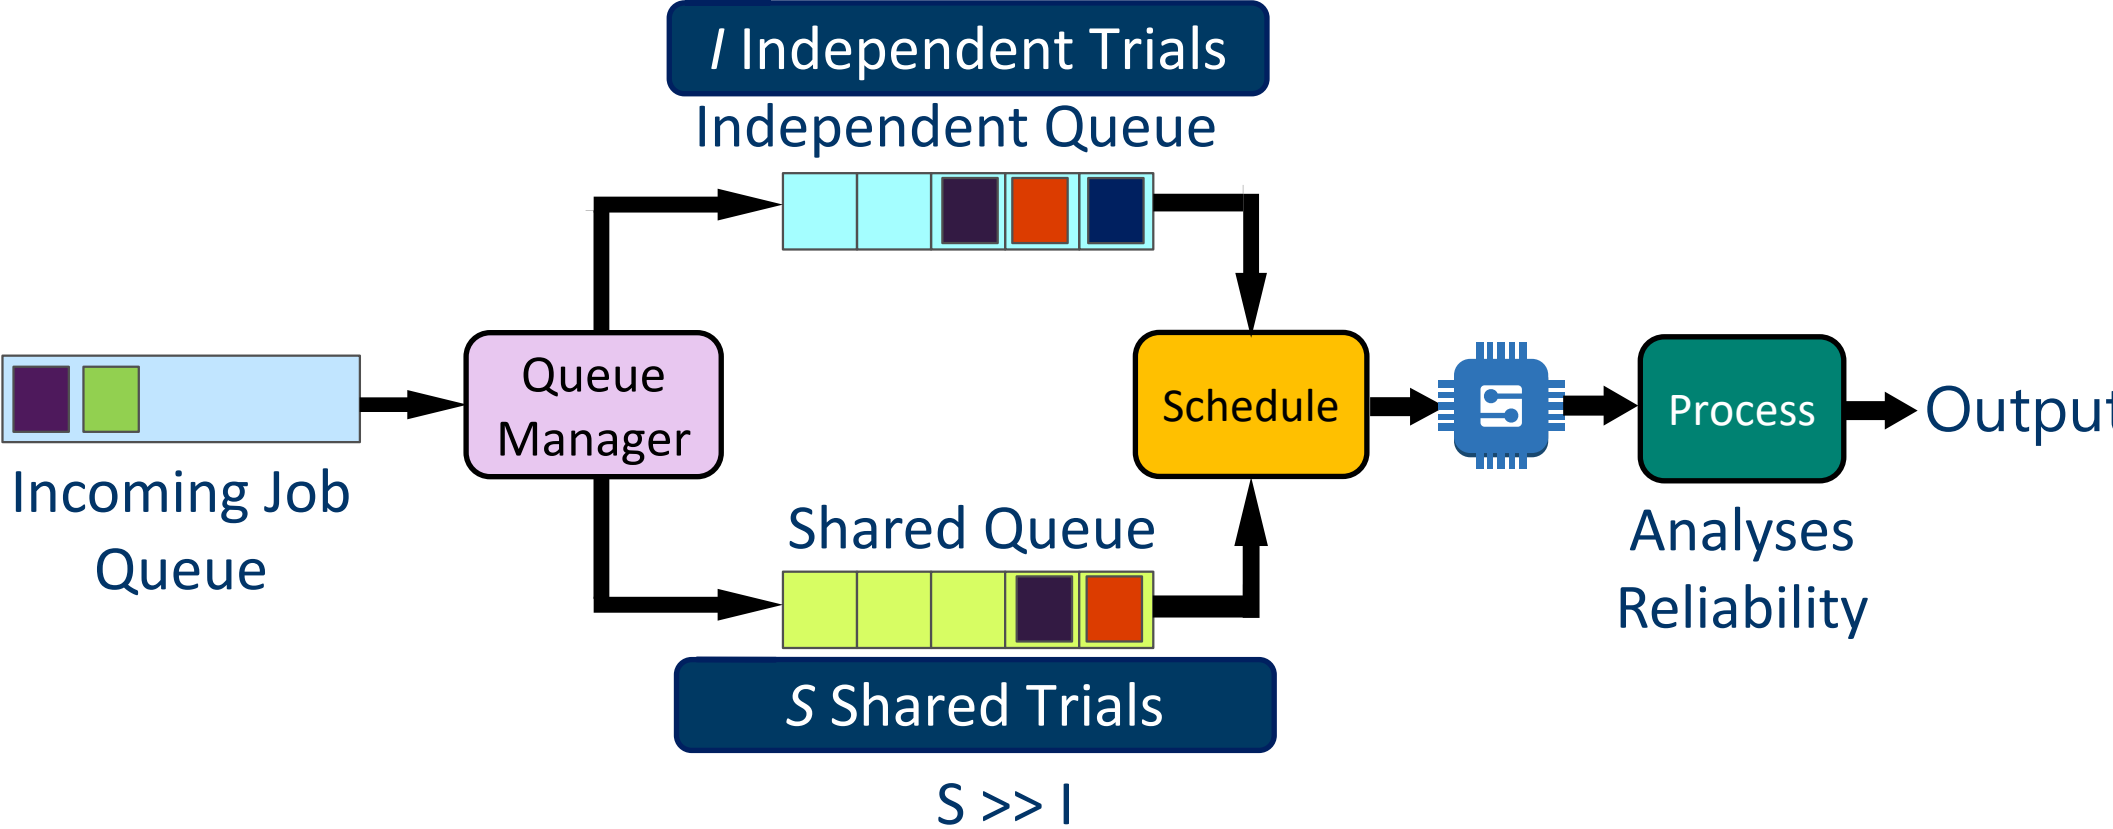 I Independent Trials
Independent Queue
Incoming Job
Queue
Queue
Manager
Schedule
Process
Output
Analyses
Reliability
Shared Queue
S Shared Trials
S >> I